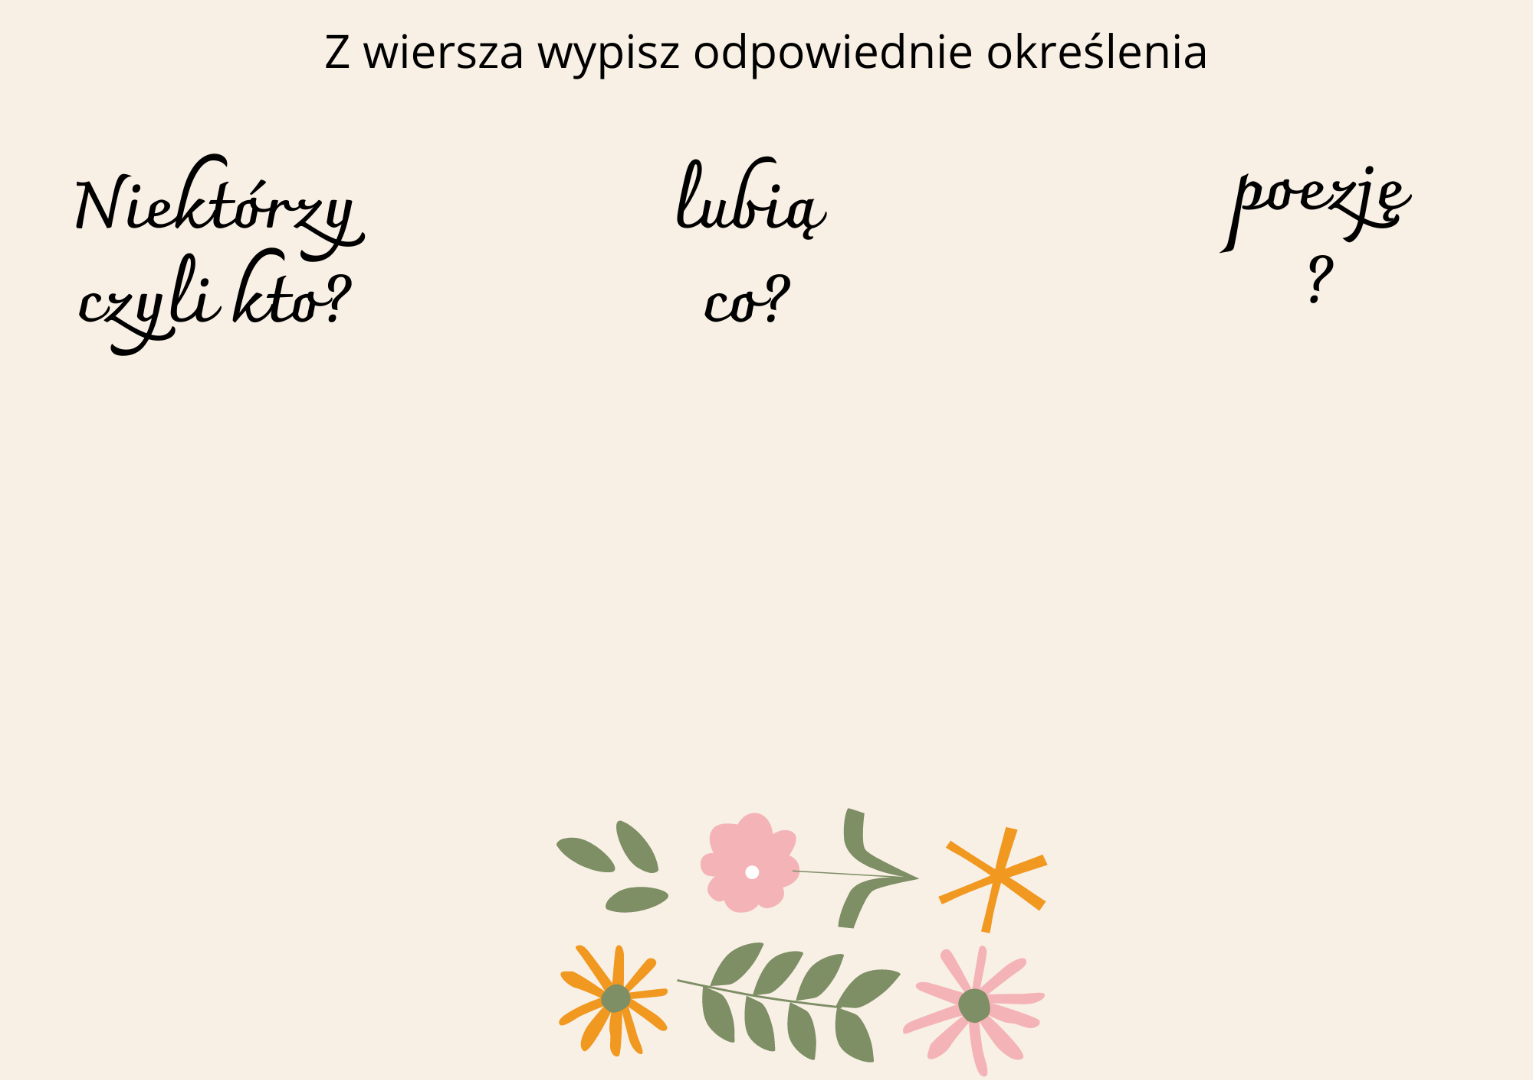 Z wiersza wypisz odpowiednie określenia
Niektórzy
czyli kto?
lubią
co?
poezję
?